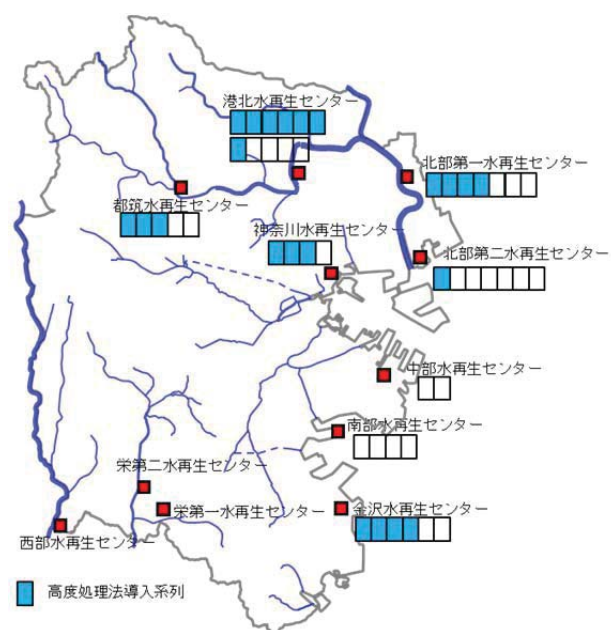 港北水再生センター
北部第一水再生センター
都筑水再生センター
神奈川水再生センター
北部第二水再生センター
中部水再生センター
南部水再生センター
栄第二水再生センター
栄第一水再生センター
金沢水再生センター
西部水再生センター
高度処理法導入系列